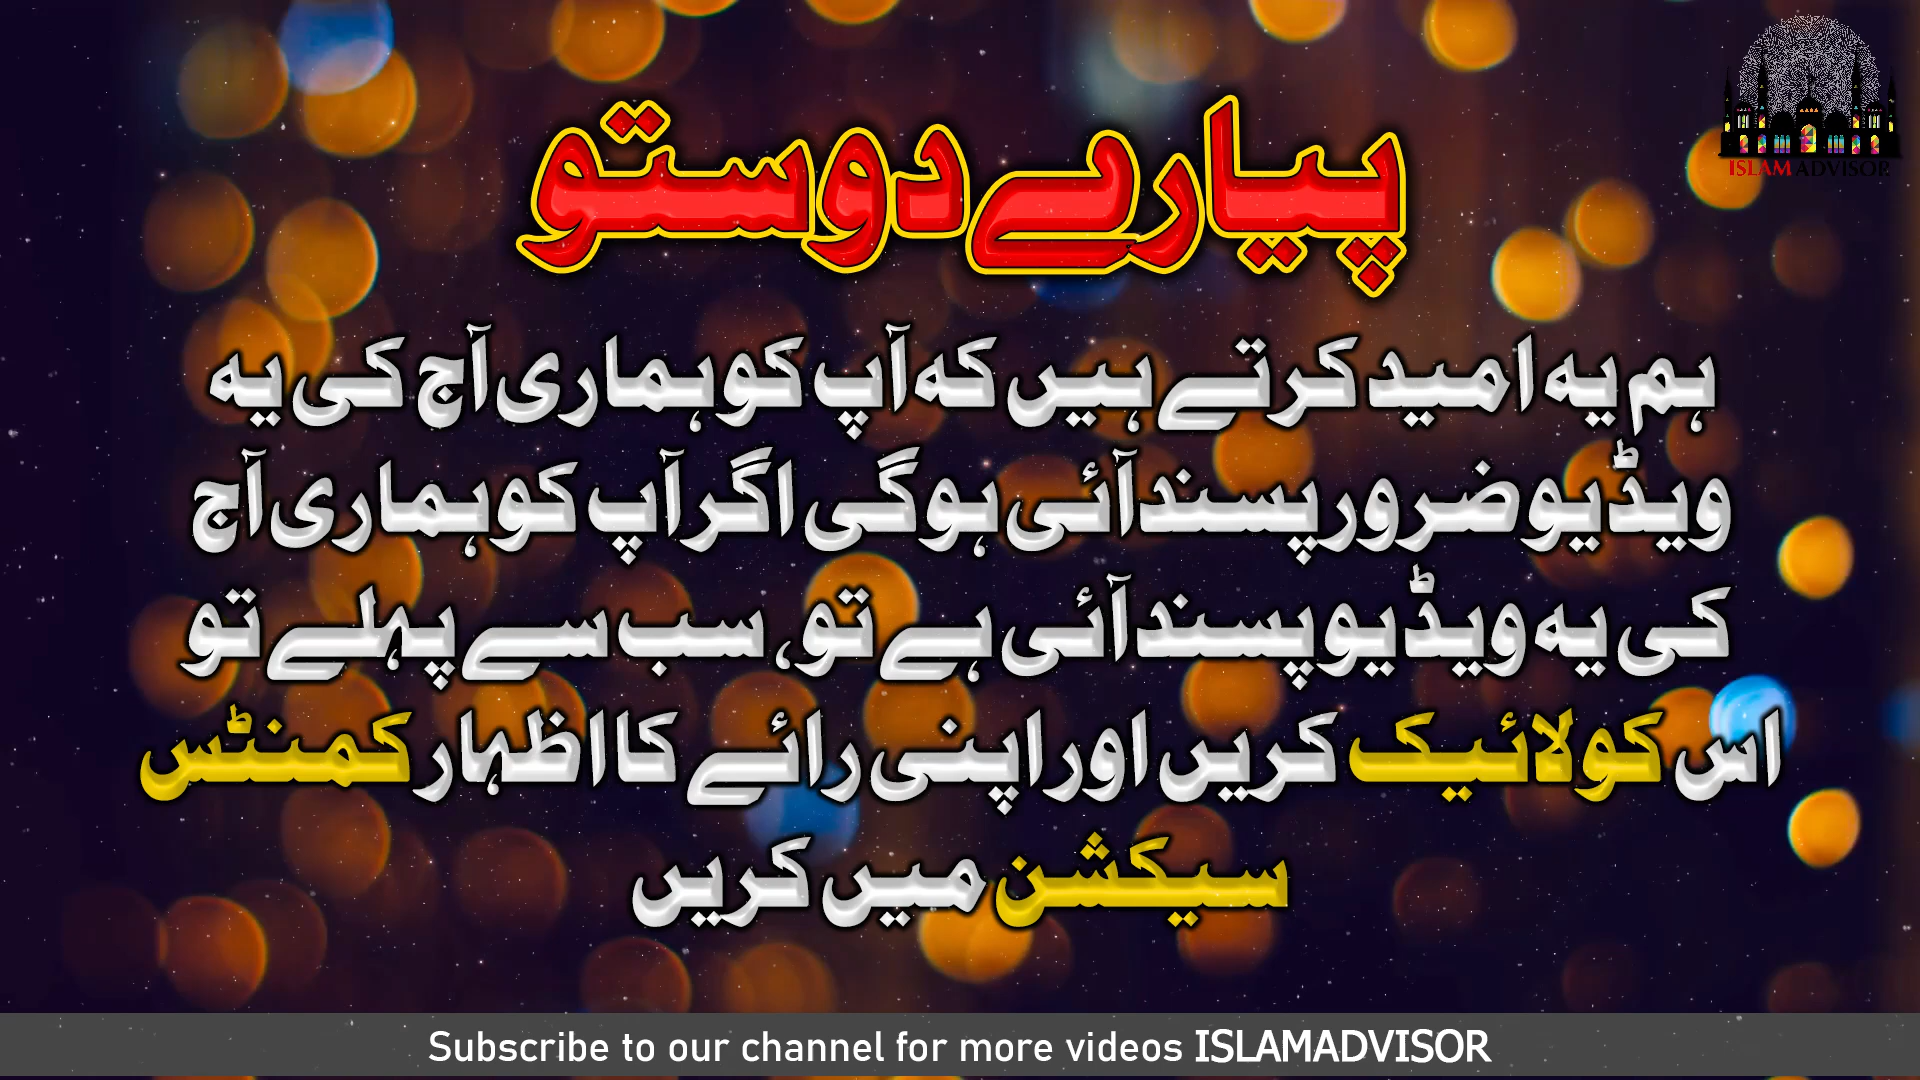 ISLAM ADVISOR
پیارے دوستو
ہم یہ امید کرتے ہیں کہ آپ کو ہماری آج کی یہ
ویڈیو ضرور پسند آئی ہوگی اگر آپ کو ہماری آج
کی یہ ویڈیو پسند آئی ہے تو، سب سے پہلے تو
اس کو لائیک کریں اور اپنی رائے کا اظہار کمنٹس
سیکشن میں کریں
Subscribe to our channel for more videos ISLAMADVISOR